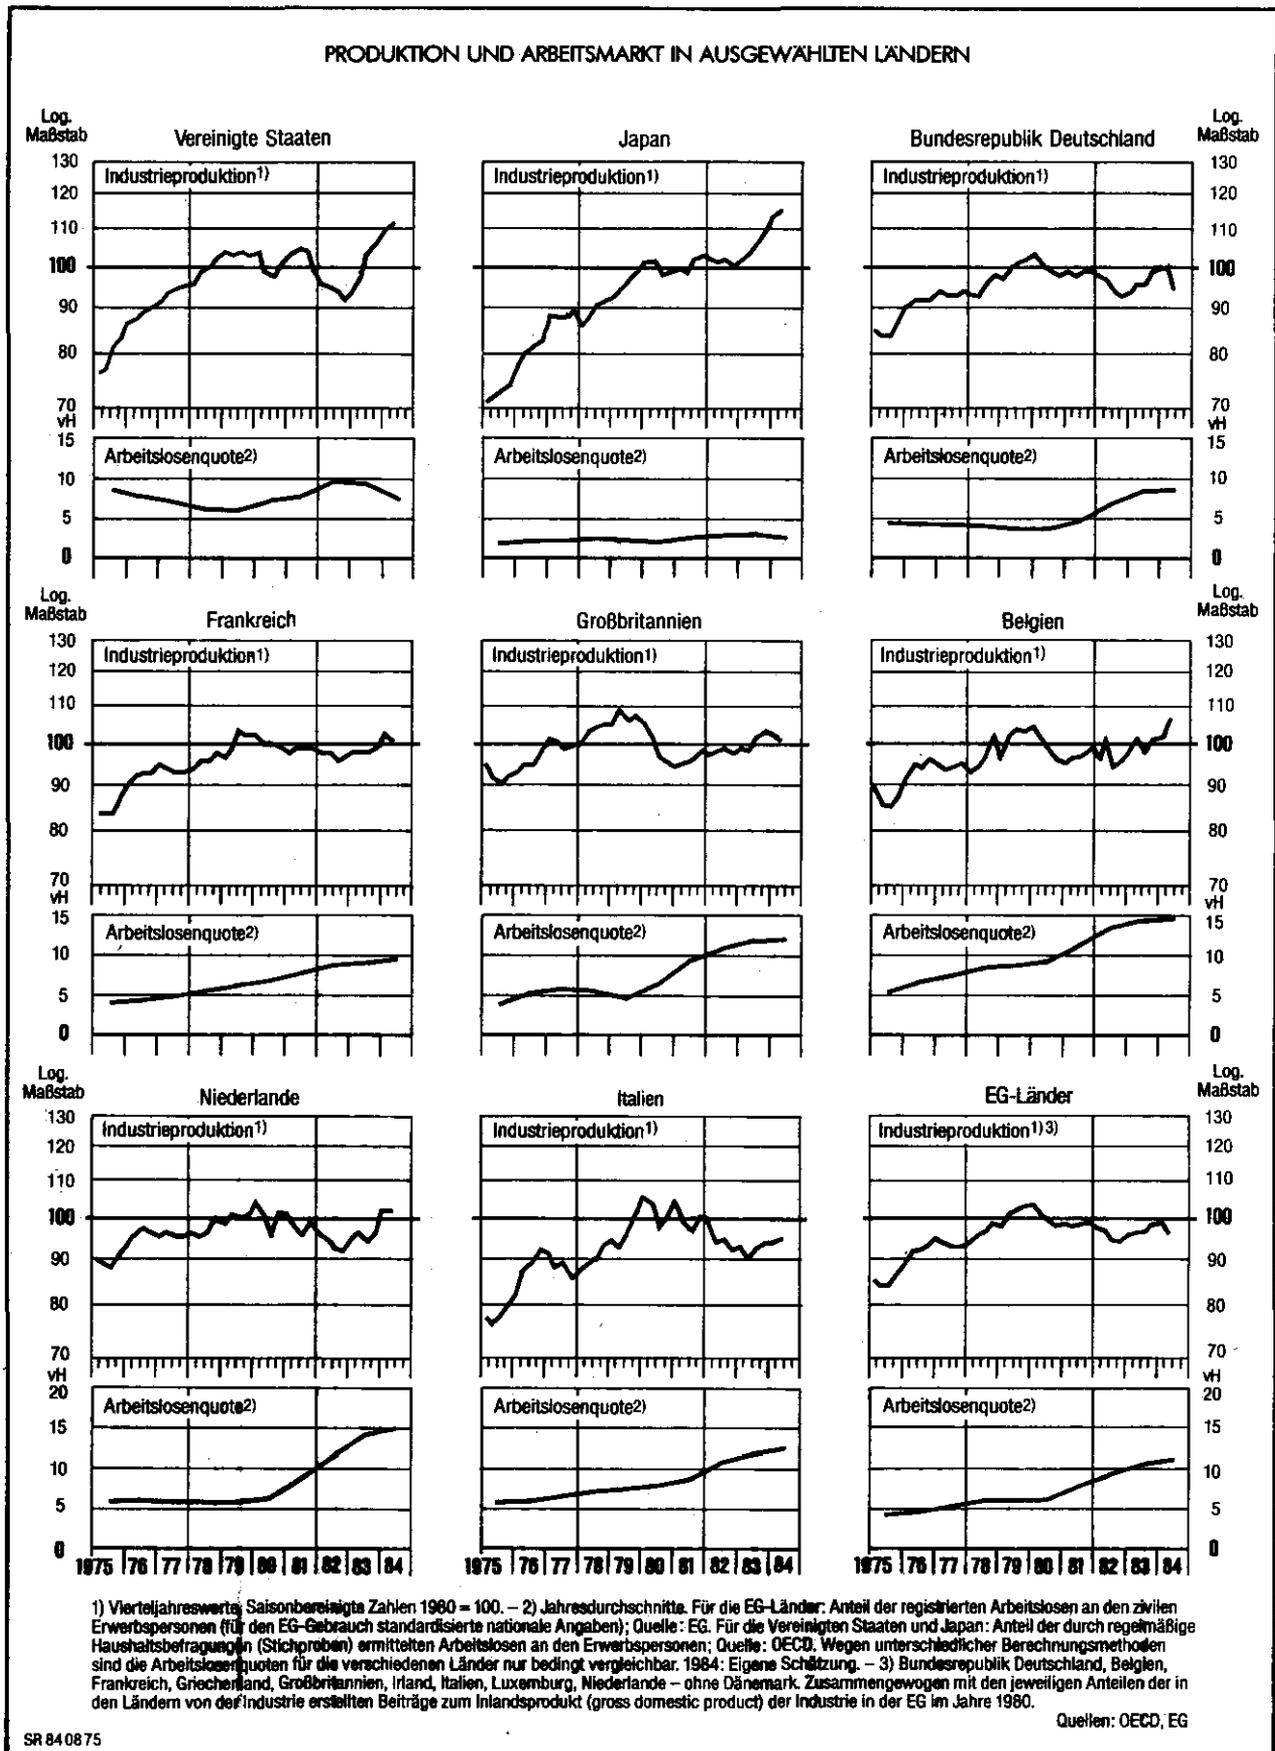 PRODUKTION UND ARBEITSMARKT IN AUSGEWÄHLTEN LÄNDERN
Log. Maßstab
Vereinigte Staaten
Japan
Bundesrepublik Deutschland
Log. Maßstab
130
Industrieproduktion1)
Industrieproduktion1)
Industrieproduktion1)
130
120
120
110
110
100
100
90
90
80
80
70
70
vH
vH
15
Arbeitslosenquote2)
Arbeitslosenquote2)
Arbeitslosenquote2)
15
10
10
5
5
0
0
Log. Maßstab
Frankreich
Großbritannien
Belgien
Log. Maßstab
130
Industrieproduktion1)
Industrieproduktion1)
Industrieproduktion1)
130
120
120
110
110
100
100
90
90
80
80
70
70
vH
vH
15
Arbeitslosenquote2)
Arbeitslosenquote2)
Arbeitslosenquote2)
15
10
10
5
5
0
0
Log. Maßstab
Niederlande
Italien
EG-Länder
Log. Maßstab
130
Industrieproduktion1)
Industrieproduktion1)
Industrieproduktion1)3)
130
120
120
110
110
100
100
90
90
80
80
70
70
vH
vH
20
Arbeitslosenquote2)
Arbeitslosenquote2)
Arbeitslosenquote2)
20
15
15
10
10
5
5
0
0
1975 76 77 78 79 80 81 82 83 84
1975 76 77 78 79 80 81 82 83 84
1975 76 77 78 79 80 81 82 83 84
1) Vierteljahreswerte; Saisonbereinigte Zahlen 1980 = 100. – 2) Jahresdurchschnitte. Für die EG-Länder: Anteil der registrierten Arbeitslosen an den zivilen
Erwerbspersonen (für den EG-Gebrauch standardisierte nationale Angaben); Quelle: EG. Für die Vereinigten Staaten und Japan: Anteil der durch regelmäßige
Haushaltsbefragungen (Stichproben) ermittelten Arbeitslosen an den Erwerbspersonen; Quelle: OECD. Wegen unterschiedlicher Berechnungsmethoden
sind die Arbeitslosenquoten für die verschiedenen Länder nur bedingt vergleichbar. 1984: Eigene Schätzung. – 3) Bundesrepublik Deutschland, Belgien,
Frankreich, Griechenland, Großbritannien, Irland, Italien, Luxemburg, Niederlande – ohne Dänemark. Zusammengewogen mit den jeweiligen Anteilen der in
den Ländern von der Industrie erstellten Beiträge zum Inlandsprodukt (gross domestic product) der Industrie in der EG im Jahre 1980.
Quellen: OECD, EG
SR 840875